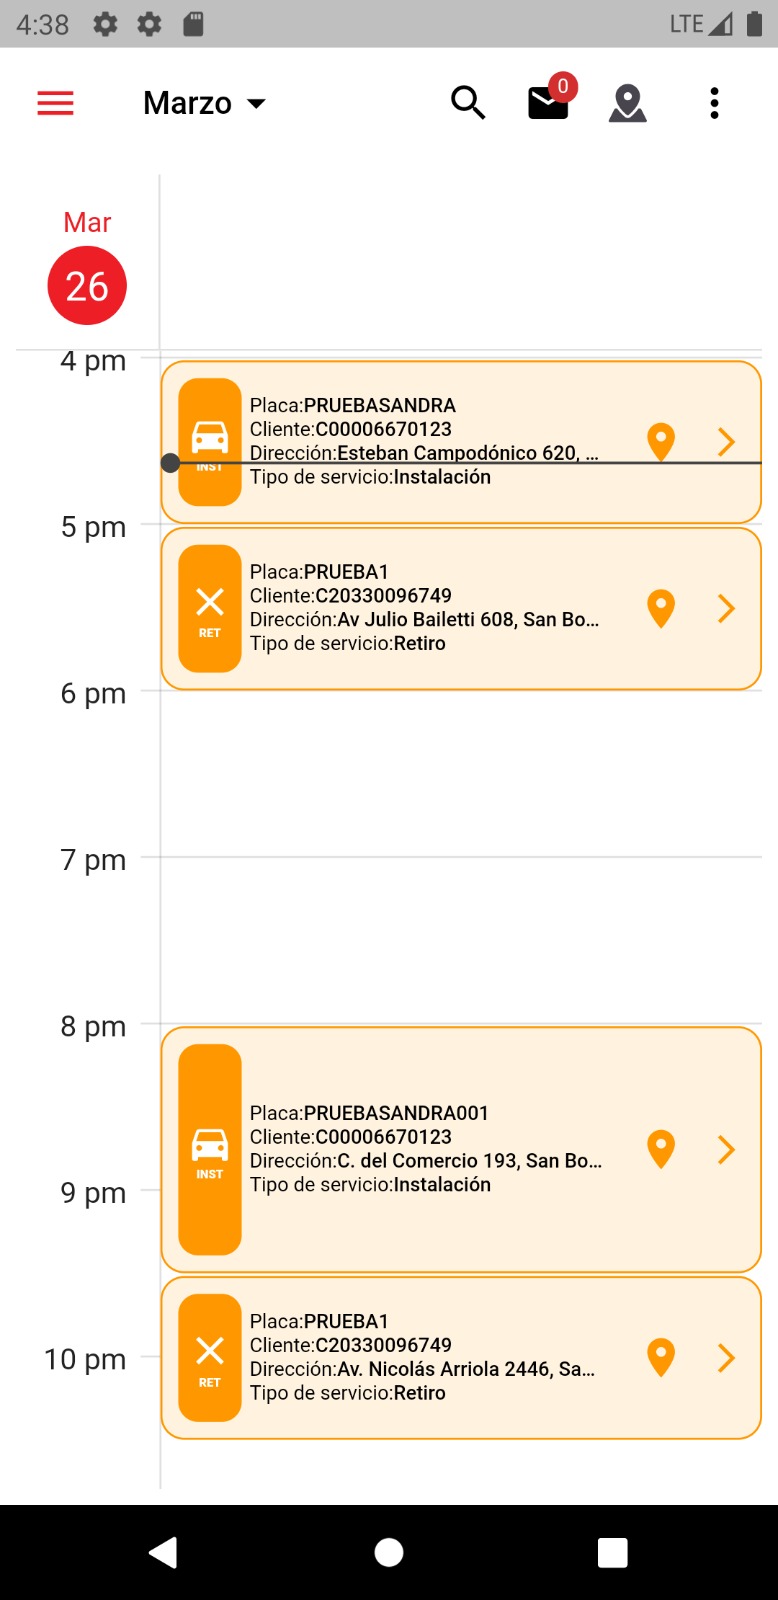 4:38
LTE
Marzo
0
Mar
26
4 pm
Placa:PRUEBASANDRA
Cliente:C00006670123
Dirección:Esteban Campodónico 620, ...
INST
Tipo de servicio:Instalación
5 pm
Placa:PRUEBA1
Cliente:C20330096749
Dirección:Av Julio Bailetti 608, San Bo...
RET
Tipo de servicio:Retiro
6 pm
7 pm
8 pm
Placa:PRUEBASANDRA001
Cliente:C00006670123
Dirección:C. del Comercio 193, San Bo...
INST
Tipo de servicio:Instalación
9 pm
Placa:PRUEBA1
Cliente:C20330096749
10 pm
Dirección:Av. Nicolás Arriola 2446, Sa...
RET
Tipo de servicio:Retiro